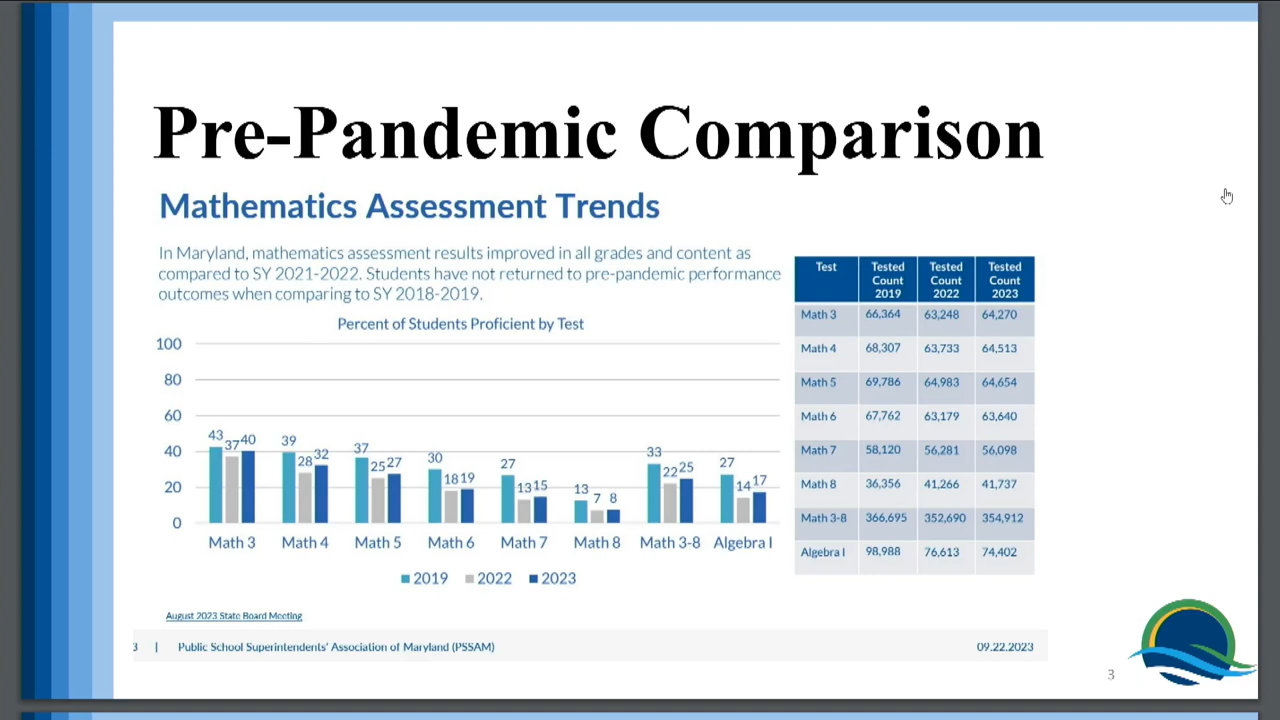 Pre-Pandemic Comparison
Mathematics Assessment Trends
In Maryland, mathematics assessment results improved in all grades and content as
compared to SY 2021-2022. Students have not returned to pre-pandemic performance
outcomes when comparing to SY 2018-2019.
Percent of Students Proficient by Test
100
80
60
40
20
0
43 37 40
39 28 32
37 25 27
30 18 19
27 13 15
13 7 8
33 22 25
27 14 17
Math 3 Math 4 Math 5 Math 6 Math 7 Math 8 Math 3-8 Algebra I
2019 2022 2023
Test Tested Count 2019 Tested Count 2022 Tested Count 2023
Math 3 66,364 63,248 64,270
Math 4 68,307 63,733 64,513
Math 5 69,786 64,983 64,654
Math 6 67,762 63,179 63,640
Math 7 58,120 56,281 56,098
Math 8 36,356 41,266 41,737
Math 3-8 366,695 352,690 354,912
Algebra I 98,988 76,613 74,402
August 2023 State Board Meeting
3 | Public School Superintendents' Association of Maryland (PSSAM) 09.22.2023
3